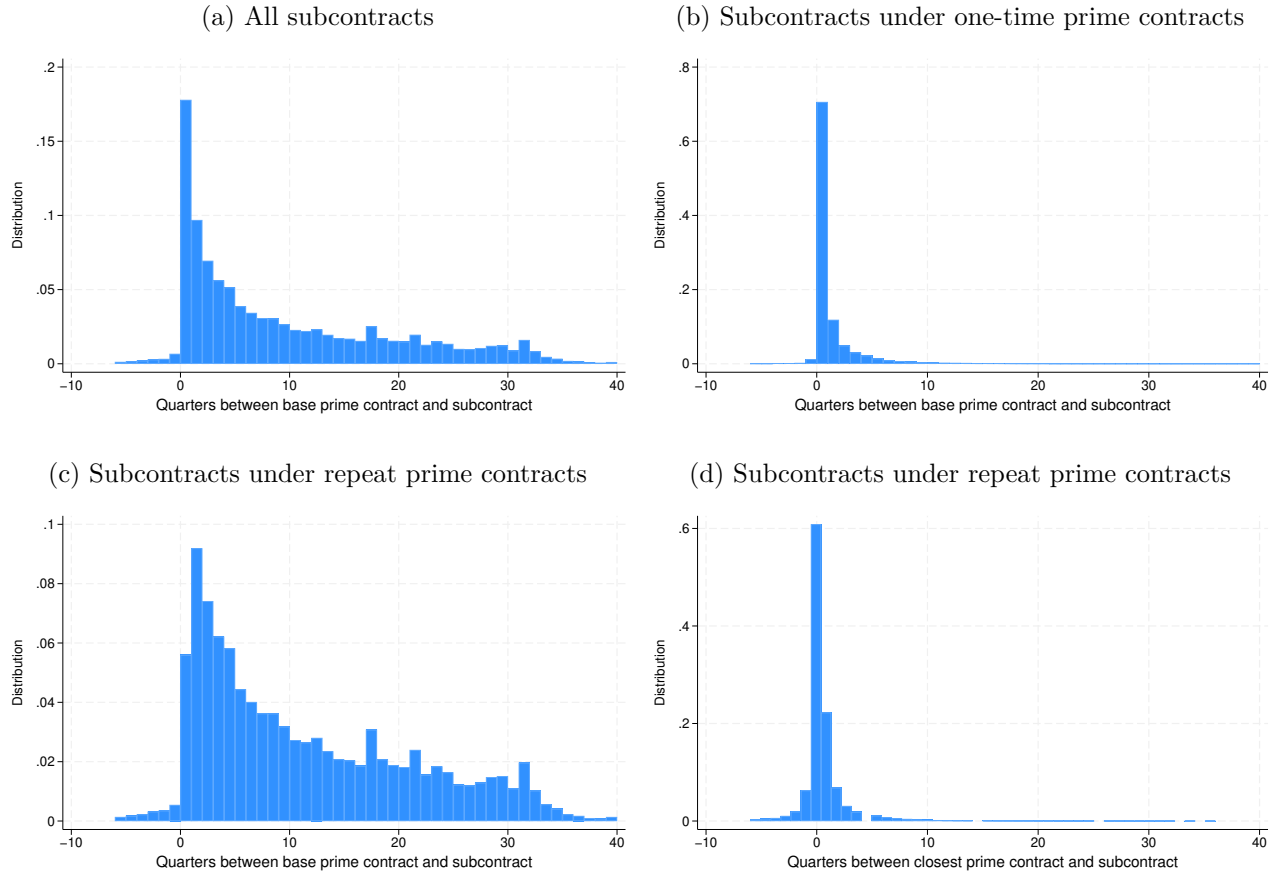 (a) All subcontracts
.2
.15
.1
.05
0
Distribution
−10 0 10 20 30 40
Quarters between base prime contract and subcontract
(b) Subcontracts under one-time prime contracts
.8
.6
.4
.2
0
Distribution
−10 0 10 20 30 40
Quarters between base prime contract and subcontract
(c) Subcontracts under repeat prime contracts
.1
.08
.06
.04
.02
0
Distribution
−10 0 10 20 30 40
Quarters between base prime contract and subcontract
(d) Subcontracts under repeat prime contracts
.6
.4
.2
0
Distribution
−10 0 10 20 30 40
Quarters between closest prime contract and subcontract